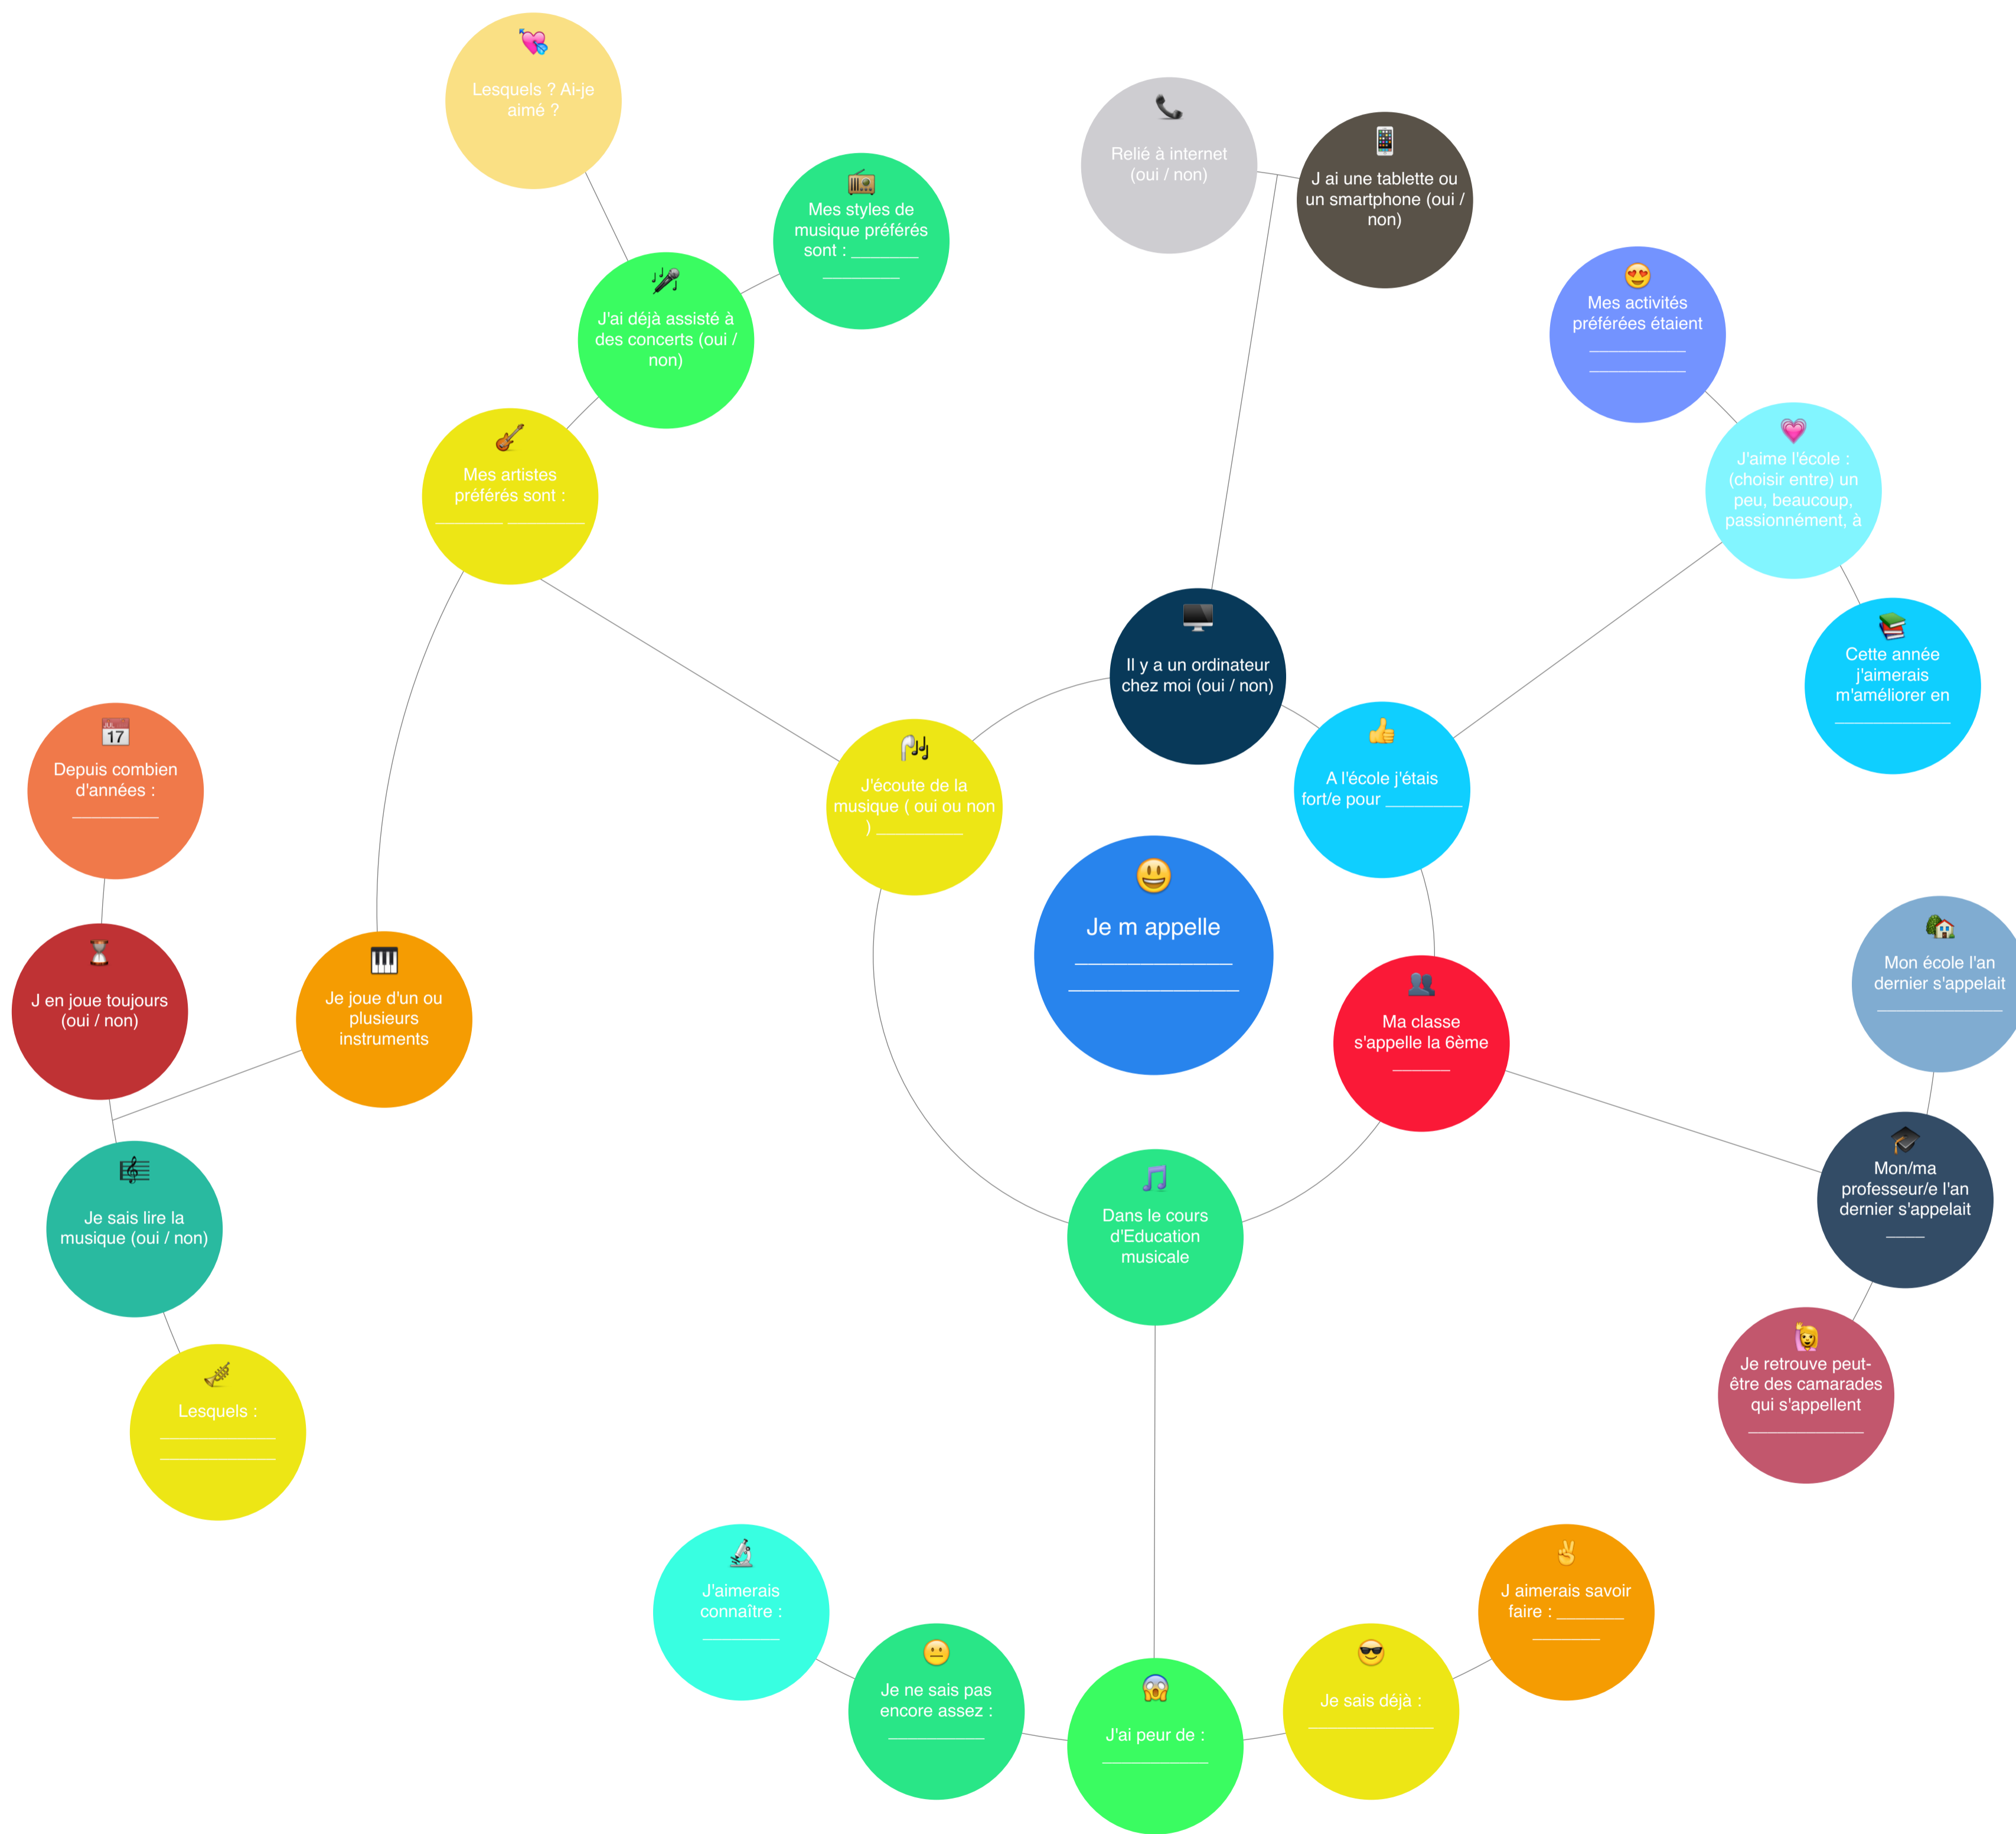 Lesquels ? Ai-je
aimé ?
Mes styles de
musique préférés
sont : _______
________
J'ai déjà assisté à
des concerts (oui /
non)
Mes artistes
préférés sont :
_______ ________
Relié à internet
(oui / non)
J ai une tablette ou
un smartphone (oui /
non)
Mes activités
préférées étaient
__________
__________
J'aime l'école :
(choisir entre) un
peu, beaucoup,
passionnément, à
Cette année
j'aimerais
m'améliorer en
____________
Il y a un ordinateur
chez moi (oui / non)
A l'école j'étais
fort/e pour ________
J'écoute de la
musique ( oui ou non
) _________
Je m appelle
____________
_____________
Ma classe
s'appelle la 6ème
______
Dans le cours
d'Education
musicale
Depuis combien
d'années :
_________
J en joue toujours
(oui / non)
Je joue d'un ou
plusieurs
instruments
Je sais lire la
musique (oui / non)
Lesquels :
____________
____________
Mon école l'an
dernier s'appelait
_____________
Mon/ma
professeur/e l'an
dernier s'appelait
____
Je retrouve peut-
être des camarades
qui s'appellent
____________
J'aimerais
connaître :
________
Je ne sais pas
encore assez :
__________
J'ai peur de :
___________
Je sais déjà :
_____________
J aimerais savoir
faire : _______
_______
JUL
17